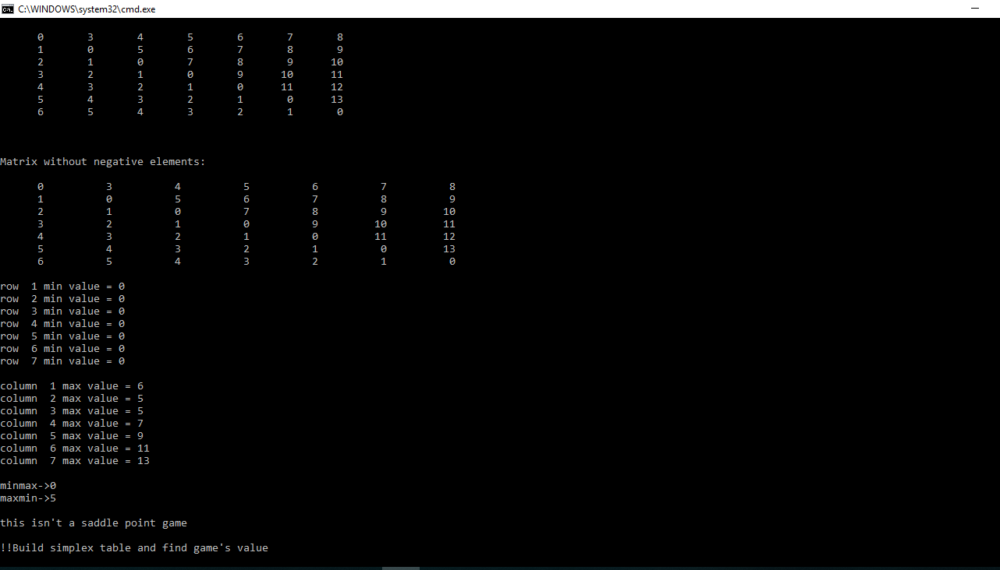 C:\WINDOWS\system32\cmd.exe
0 3 4 5 6 7 8
1 0 5 6 7 8 9
2 1 0 7 8 9 10
3 2 1 0 9 10 11
4 3 2 1 0 11 12
5 4 3 2 1 0 13
6 5 4 3 2 1 0
Matrix without negative elements:
0 3 4 5 6 7 8
1 0 5 6 7 8 9
2 1 0 7 8 9 10
3 2 1 0 9 10 11
4 3 2 1 0 11 12
5 4 3 2 1 0 13
6 5 4 3 2 1 0
row 1 min value = 0
row 2 min value = 0
row 3 min value = 0
row 4 min value = 0
row 5 min value = 0
row 6 min value = 0
row 7 min value = 0
column 1 max value = 6
column 2 max value = 5
column 3 max value = 5
column 4 max value = 7
column 5 max value = 9
column 6 max value = 11
column 7 max value = 13
minmax->0
maxmin->5
this isn't a saddle point game
!!Build simplex table and find game's value